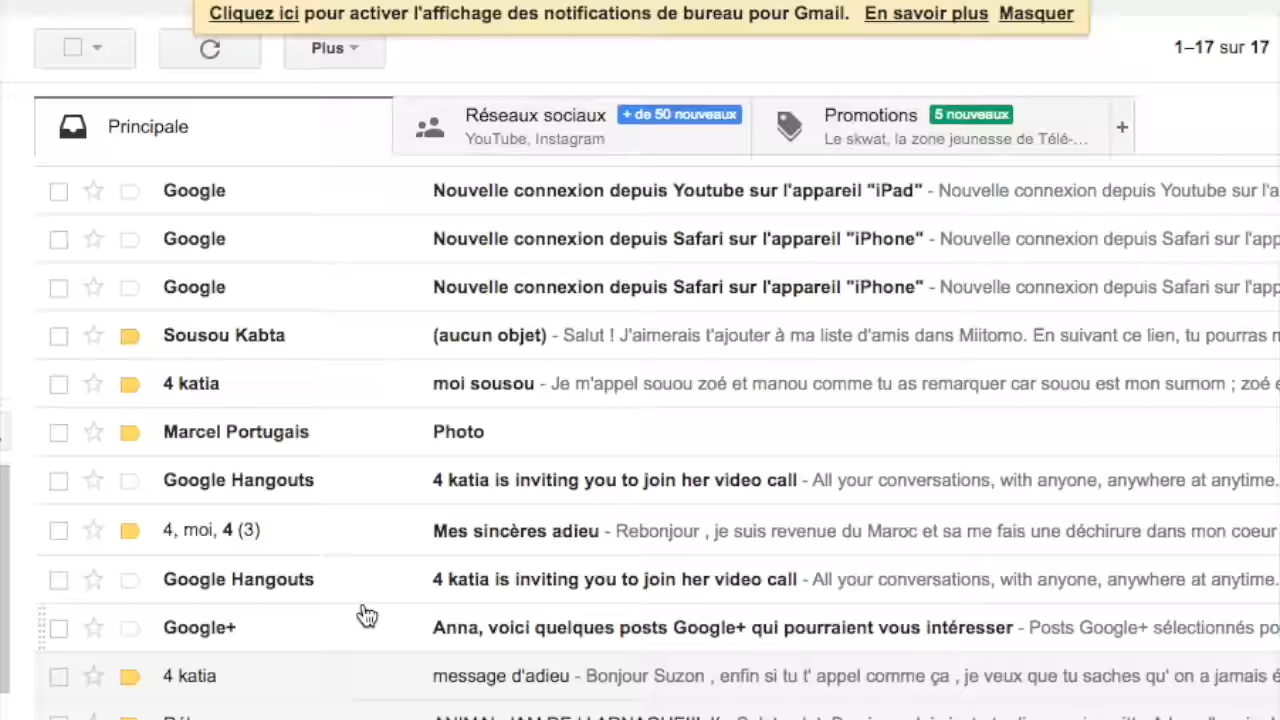 Cliquez ici pour activer l'affichage des notifications de bureau pour Gmail. En savoir plus Masquer
Plus
1–17 sur 17
Principale
Réseaux sociaux + de 50 nouveaux
YouTube, Instagram
Promotions 5 nouveaux
Le skwat, la zone jeunesse de Télé-...
+
Google Nouvelle connexion depuis Youtube sur l'appareil "iPad" - Nouvelle connexion depuis Youtube sur l'a
Google Nouvelle connexion depuis Safari sur l'appareil "iPhone" - Nouvelle connexion depuis Safari sur l'app
Google Nouvelle connexion depuis Safari sur l'appareil "iPhone" - Nouvelle connexion depuis Safari sur l'app
Sousou Kabta (aucun objet) - Salut ! J'aimerais t'ajouter à ma liste d'amis dans Miitomo. En suivant ce lien, tu pourras
4 katia moi sousou - Je m'appel souou zoé et manou comme tu as remarquer car souou est mon surnom ; zoé
Marcel Portugais Photo
Google Hangouts 4 katia is inviting you to join her video call - All your conversations, with anyone, anywhere at anytime.
4, moi, 4 (3) Mes sincères adieu - Rebonjour , je suis revenue du Maroc et sa me fais une déchirure dans mon coeur
Google Hangouts 4 katia is inviting you to join her video call - All your conversations, with anyone, anywhere at anytime.
Google+ Anna, voici quelques posts Google+ qui pourraient vous intéresser - Posts Google+ sélectionnés po
4 katia message d'adieu - Bonjour Suzon , enfin si tu t' appel comme ça , je veux que tu saches qu' on a jamais é